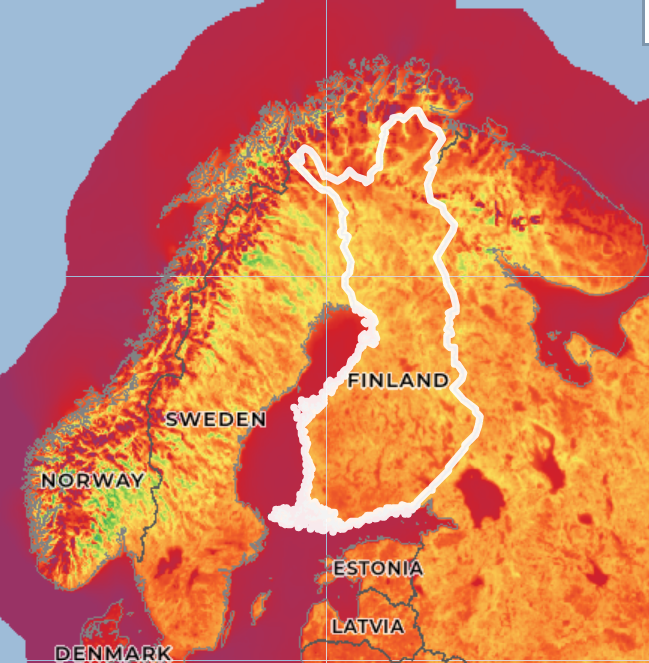 FINLAND
SWEDEN
NORWAY
ESTONIA
LATVIA
DENMARK